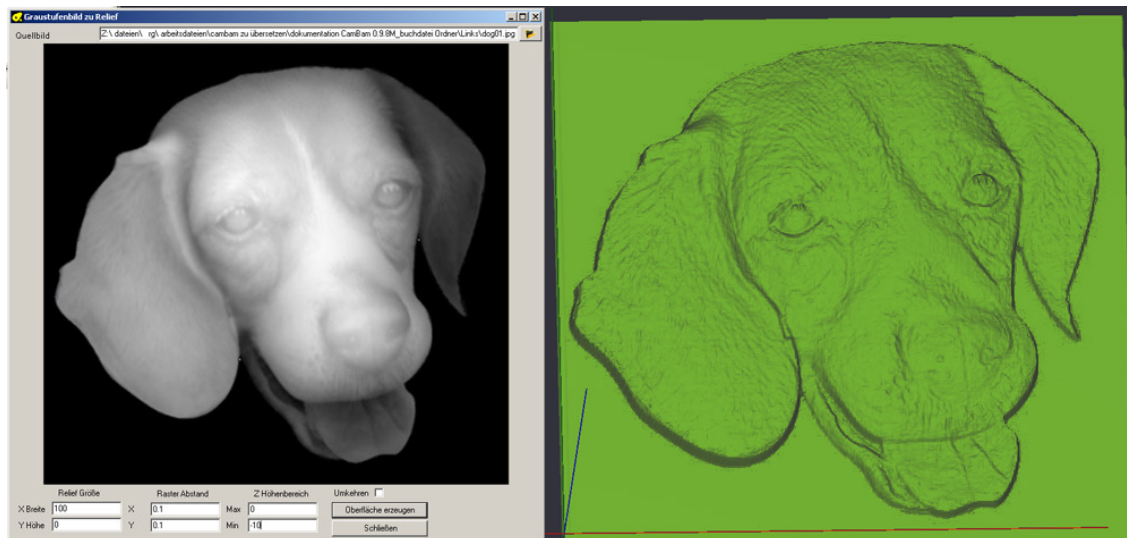 Graustufenbild zu Relief
Quellbild Z:\ dateien\ rg\ arbeitsdateien\cambam zu übersetzen\dokumentation CamBam 0.9.8M_buchdatei Ordner\Links\dog01.jpg
Relief Größe Raster Abstand Z Höhenbereich Umkehren
X Breite 100 X 0.1 Max 0 Oberfläche erzeugen
Y Höhe 0 Y 0.1 Min -10 Schließen